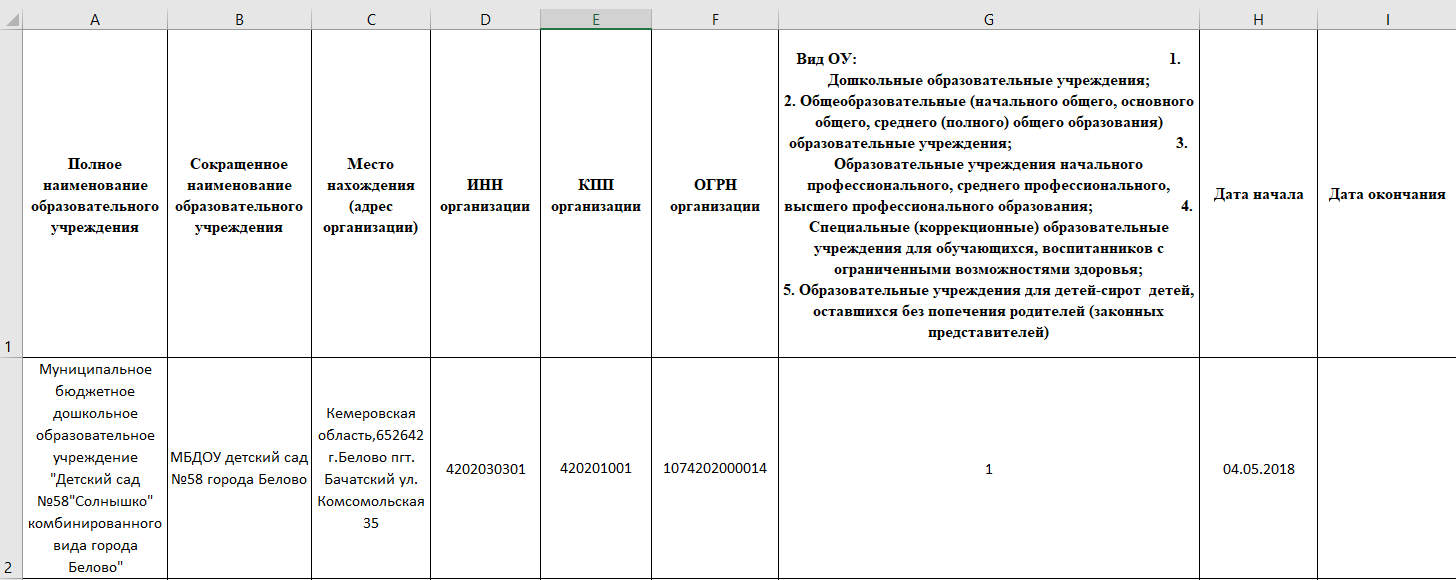 A B C D E F G H I
1
Полное
наименование
образовательного
учреждения
Сокращенное
наименование
образовательного
учреждения
Место
нахождения
(адрес
организации)
ИНН
организации
КПП
организации
ОГРН
организации
Вид ОУ: 1.
Дошкольные образовательные учреждения;
2. Общеобразовательные (начального общего, основного
общего, среднего (полного) общего образования)
образовательные учреждения; 3.
Образовательные учреждения начального
профессионального, среднего профессионального,
высшего профессионального образования; 4.
Специальные (коррекционные) образовательные
учреждения для обучающихся, воспитанников с
ограниченными возможностями здоровья;
5. Образовательные учреждения для детей-сирот детей,
оставшихся без попечения родителей (законных
представителей)
Дата начала
Дата окончания
2
Муниципальное
бюджетное
дошкольное
образовательное
учреждение
"Детский сад
№58"Солнышко"
комбинированного
вида города
Белово"
МБДОУ детский сад
№58 города Белово
Кемеровская
область,652642
г.Белово пгт.
Бачатский ул.
Комсомольская
35
4202030301
420201001
1074202000014
1
04.05.2018